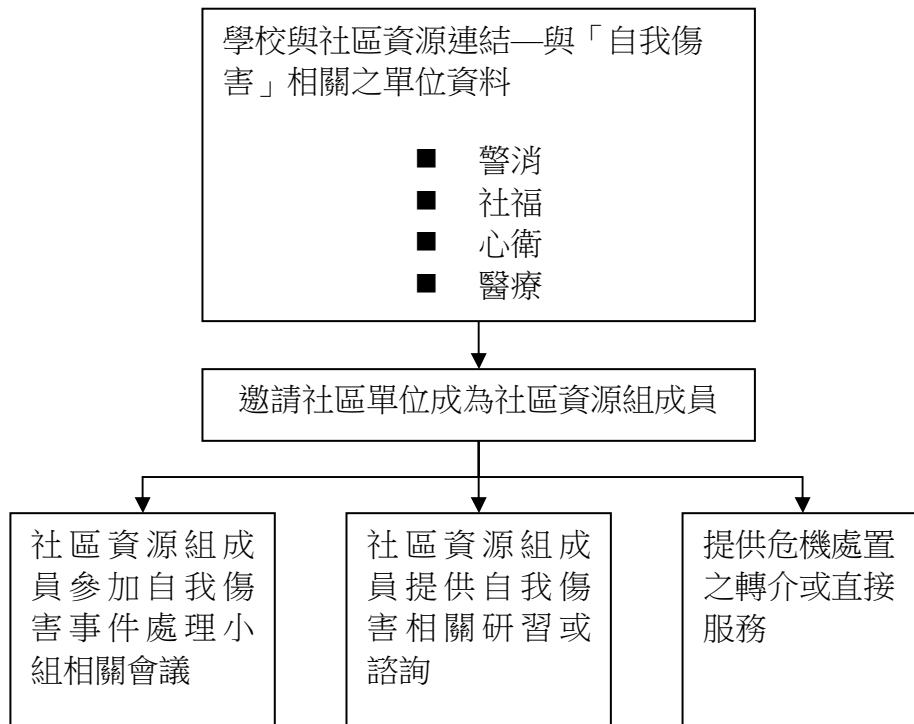 學校與社區資源連結—與「自我傷
害」相關之單位資料
■ 警消
■ 社福
■ 心衛
■ 醫療
邀請社區單位成為社區資源組成員
社區資源組成
員參加自我傷
害事件處理小
組相關會議
社區資源組成
員提供自我傷
害相關研習或
諮詢
提供危機處置
之轉介或直接
服務